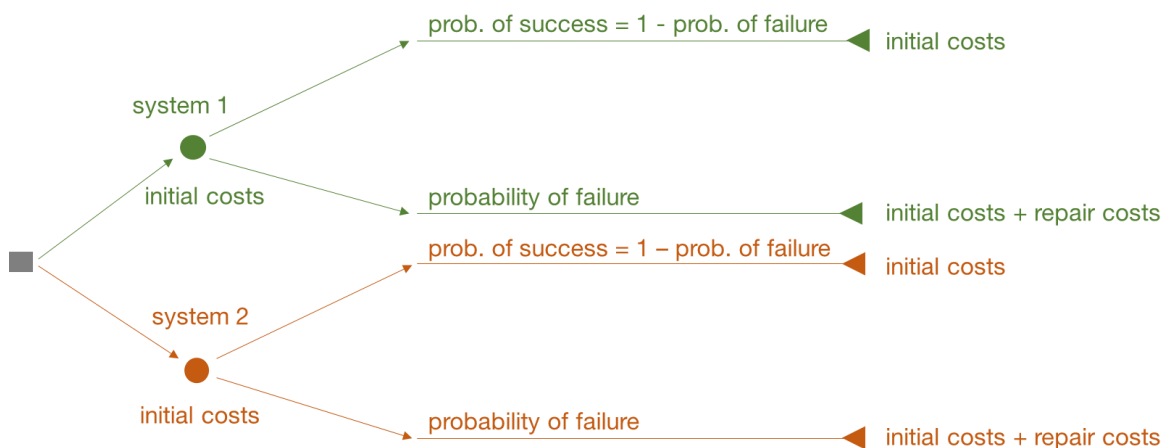 prob. of success = 1 - prob. of failure
initial costs
system 1
initial costs
probability of failure
initial costs + repair costs
prob. of success = 1 – prob. of failure
initial costs
system 2
initial costs
probability of failure
initial costs + repair costs